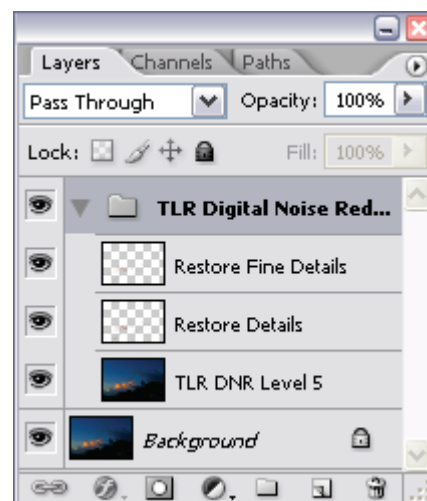 Layers Channels Paths
Pass Through Opacity: 100%
Lock: Fill: 100%
TLR Digital Noise Red...
Restore Fine Details
Restore Details
TLR DNR Level 5
Background